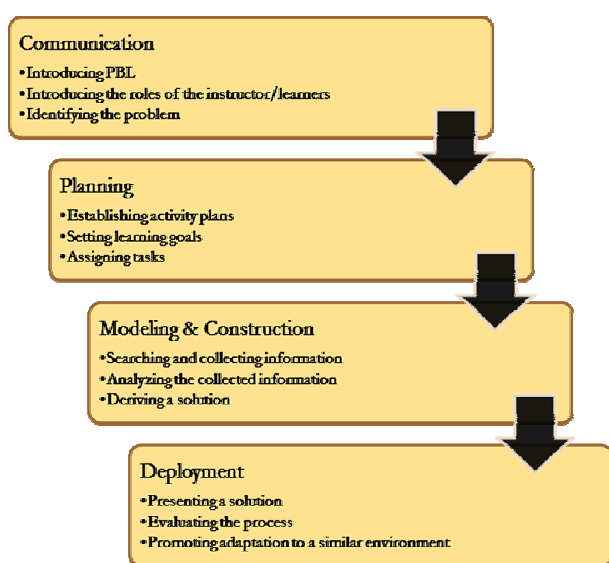 Communication
•Introducing PBL
•Introducing the roles of the instructor/learners
•Identifying the problem
Planning
•Establishing activity plans
•Setting learning goals
•Assigning tasks
Modeling & Construction
•Searching and collecting information
•Analyzing the collected information
•Deriving a solution
Deployment
•Presenting a solution
•Evaluating the process
•Promoting adaptation to a similar environment